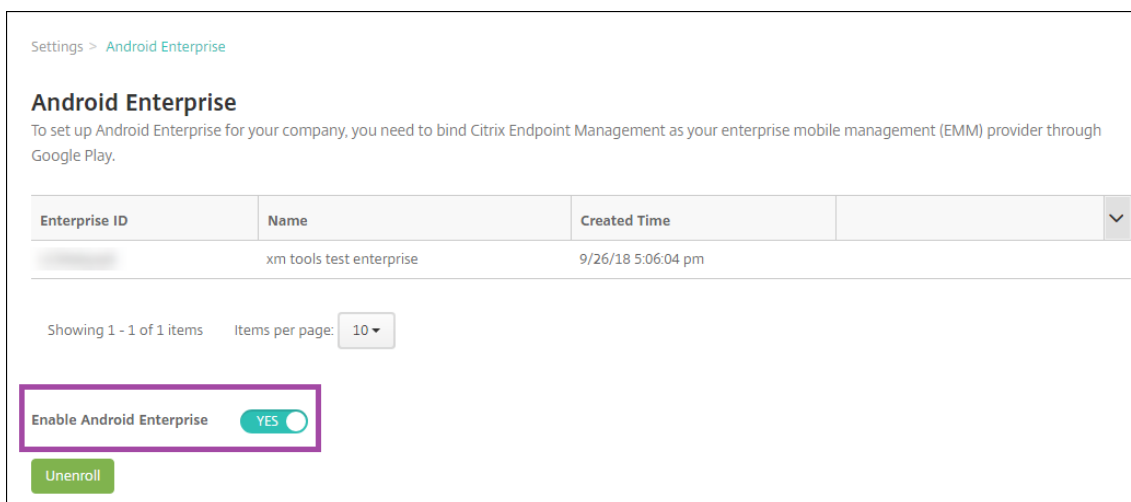 Settings > Android Enterprise
Android Enterprise
To set up Android Enterprise for your company, you need to bind Citrix Endpoint Management as your enterprise mobile management (EMM) provider through
Google Play.
Enterprise ID Name Created Time
xm tools test enterprise 9/26/18 5:06:04 pm
Showing 1 - 1 of 1 items Items per page: 10
Enable Android Enterprise YES
Unenroll